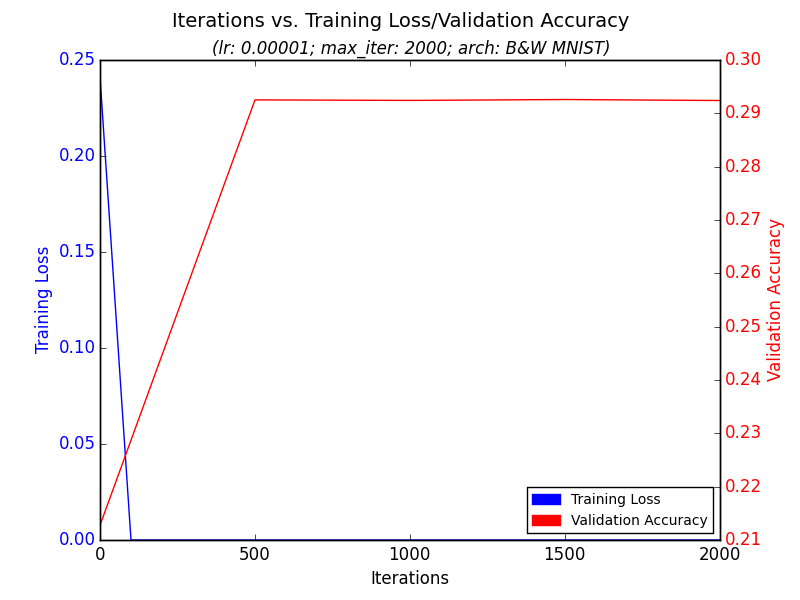 Iterations vs. Training Loss/Validation Accuracy
(lr: 0.00001; max_iter: 2000; arch: B&W MNIST)
0.25
0.20
0.15
0.10
0.05
0.00
Training Loss
0.30
0.29
0.28
0.27
0.26
0.25
0.24
0.23
0.22
0.21
Validation Accuracy
Training Loss
Validation Accuracy
0 500 1000 1500 2000
Iterations